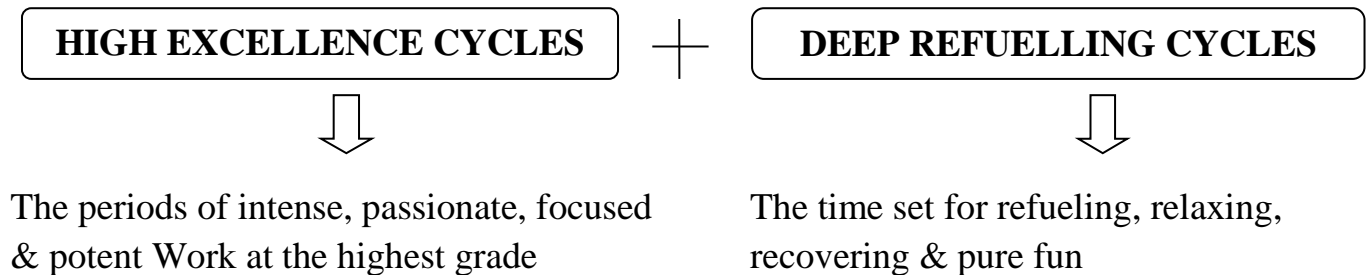 HIGH EXCELLENCE CYCLES
DEEP REFUELLING CYCLES
The periods of intense, passionate, focused
& potent Work at the highest grade
The time set for refueling, relaxing,
recovering & pure fun